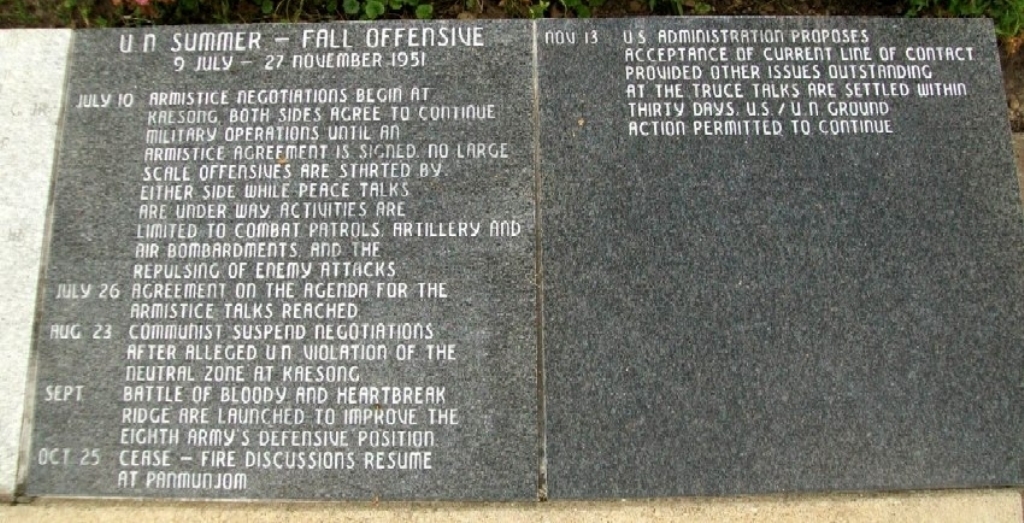 U N SUMMER – FALL OFFENSIVE
9 JULY – 27 NOVEMBER 1951
JULY 10 ARMISTICE NEGOTIATIONS BEGIN AT
KAESONG, BOTH SIDES AGREE TO CONTINUE
MILITARY OPERATIONS UNTIL AN
ARMISTICE AGREEMENT IS SIGNED. NO LARGE
SCALE OFFENSIVES ARE STARTED BY
EITHER SIDE WHILE PEACE TALKS
ARE UNDER WAY. ACTIVITIES ARE
LIMITED TO COMBAT PATROLS, ARTILLERY AND
AIR BOMBARDMENTS, AND THE
REPULSING OF ENEMY ATTACKS
JULY 26 AGREEMENT ON THE AGENDA FOR THE
ARMISTICE TALKS REACHED
AUG 23 COMMUNIST SUSPEND NEGOTIATIONS
AFTER ALLEGED U.N. VIOLATION OF THE
NEUTRAL ZONE AT KAESONG
SEPT BATTLE OF BLOODY AND HEARTBREAK
RIDGE ARE LAUNCHED TO IMPROVE THE
EIGHTH ARMY'S DEFENSIVE POSITION
OCT 25 CEASE – FIRE DISCUSSIONS RESUME
AT PANMUNJOM
NOV 13 U.S. ADMINISTRATION PROPOSES
ACCEPTANCE OF CURRENT LINE OF CONTACT
PROVIDED OTHER ISSUES OUTSTANDING
AT THE TRUCE TALKS ARE SETTLED WITHIN
THIRTY DAYS. U.S. / U.N. GROUND
ACTION PERMITTED TO CONTINUE